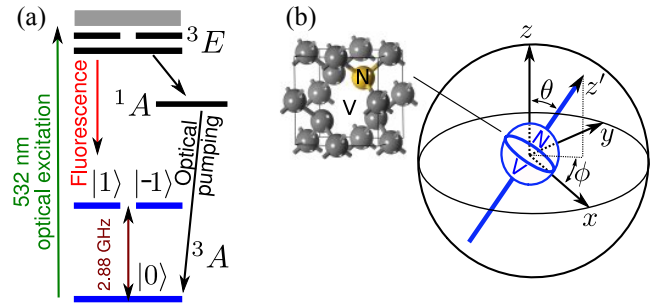 (a)
³E
¹A
532 nm
optical excitation
Fluorescence
Optical
pumping
|1⟩
|-1⟩
2.88 GHz
|0⟩
³A
(b)
N
V
z
θ
z′
N
V
y
ϕ
x